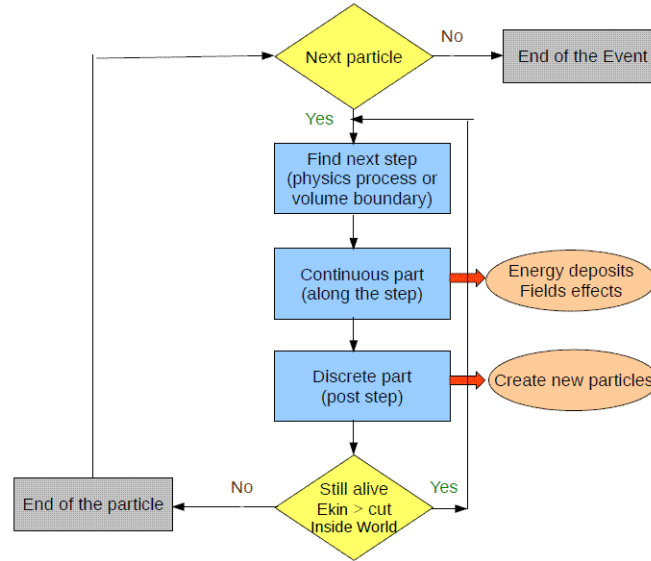 Next particle
No
End of the Event
Yes
Find next step
(physics process or
volume boundary)
Continuous part
(along the step)
Energy deposits
Fields effects
Discrete part
(post step)
Create new particles
No
Still alive
Ekin > cut
Inside World
Yes
End of the particle